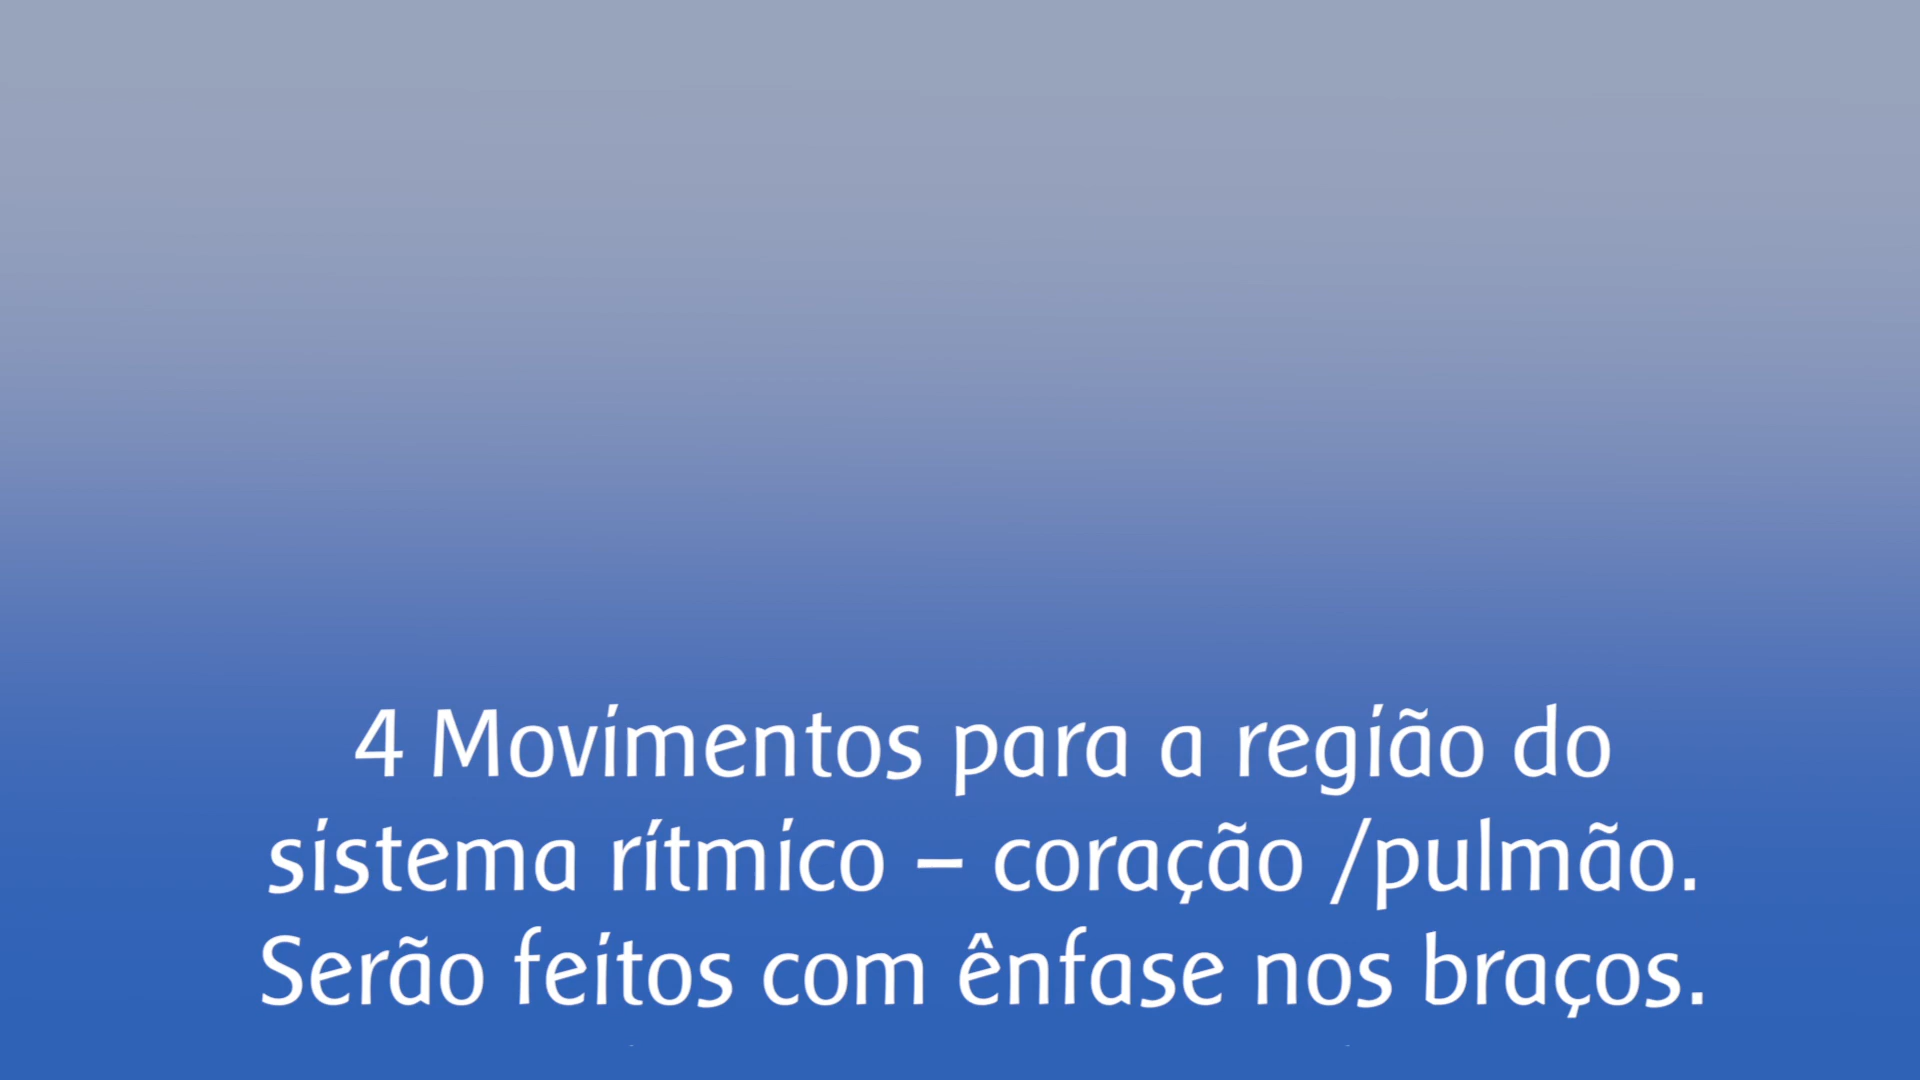 4 Movimentos para a região do
sistema rítmico – coração /pulmão.
Serão feitos com ênfase nos braços.